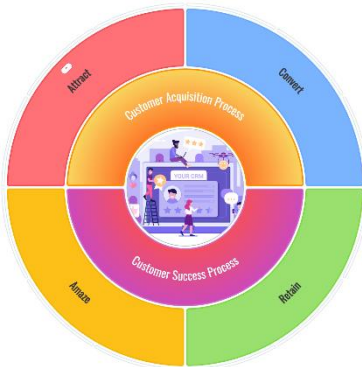 Attract
Convert
Customer Acquisition Process
YOUR CRM
Customer Success Process
Amaze
Retain